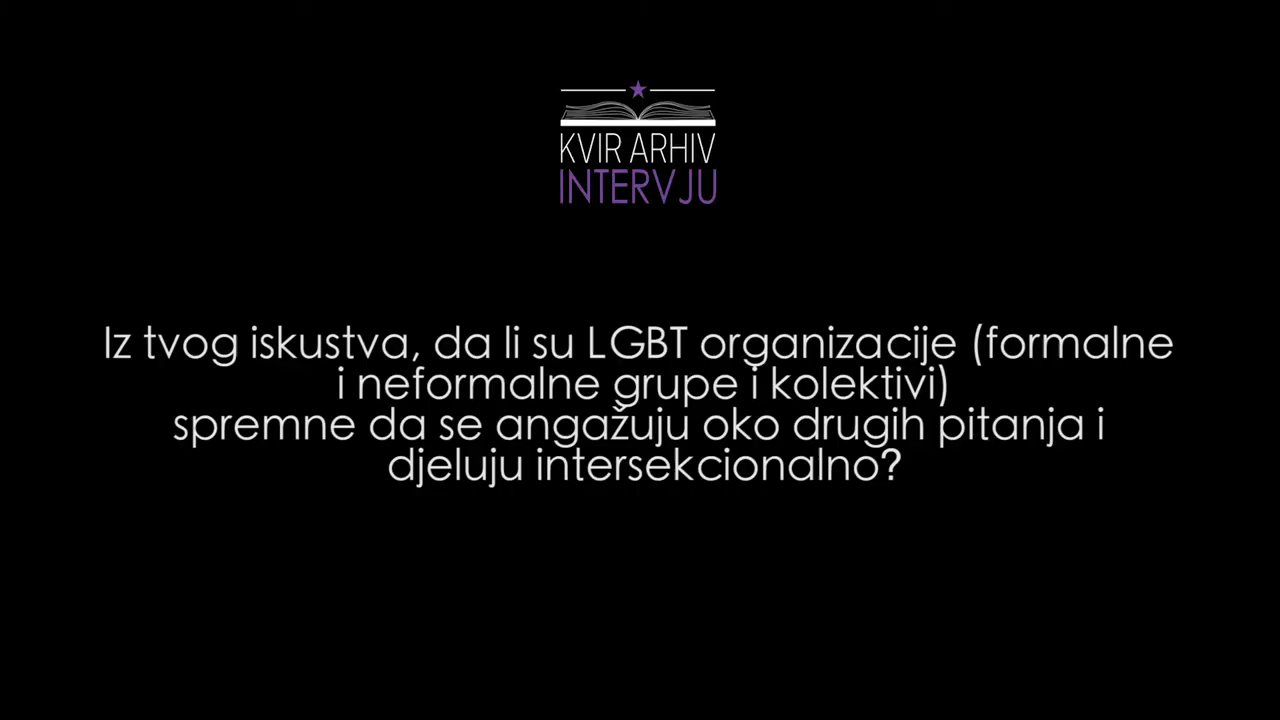 KVIR ARHIV
INTERVJU
Iz tvog iskustva, da li su LGBT organizacije (formalne
i neformalne grupe i kolektivi)
spremne da se angažuju oko drugih pitanja i
djeluju intersekcionalno?